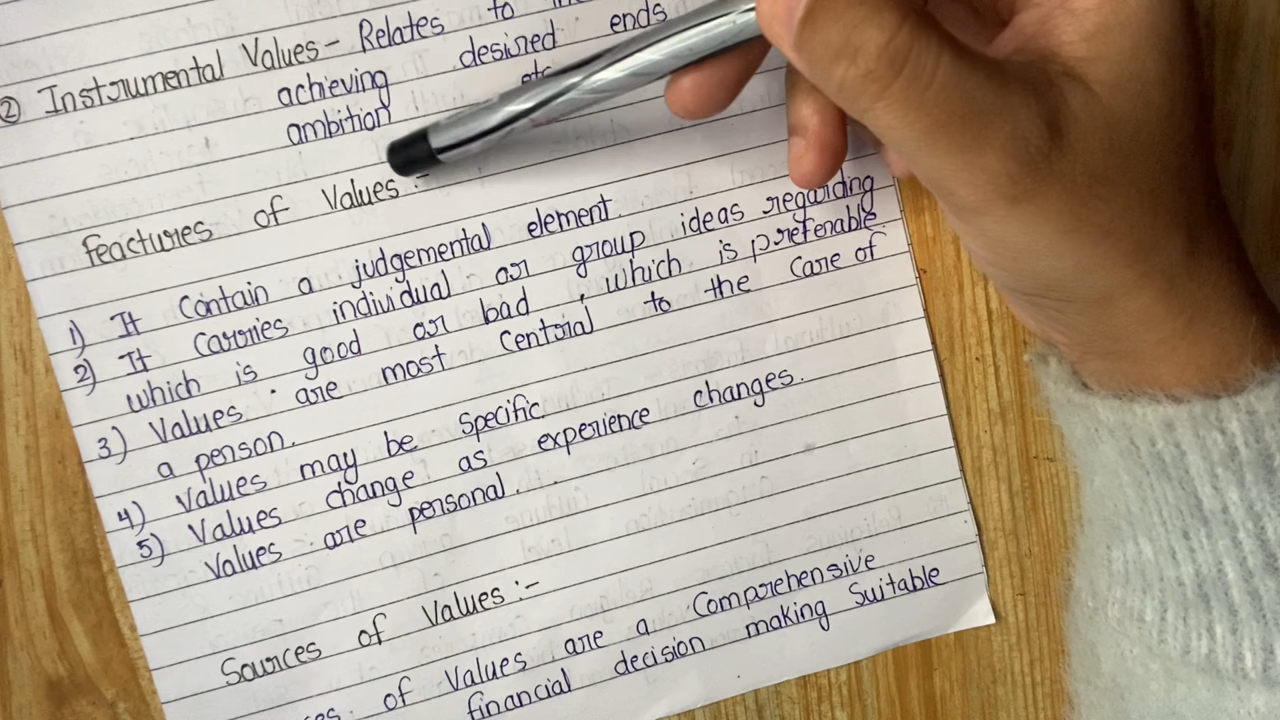 ② Instrumental Values - Relates to
achieving desired ends
ambition etc
Feactures of Values :-
1) It Contain a judgemental element.
2) It Carries individual or group ideas regarding
which is good or bad, which is preferable
3) Values are most Central to the Care of
a person.
4) Values may be Specific
5) Values change as experience changes.
Values are personal.
Sources of Values :-
of Values are a Comprehensive
financial decision making Suitable